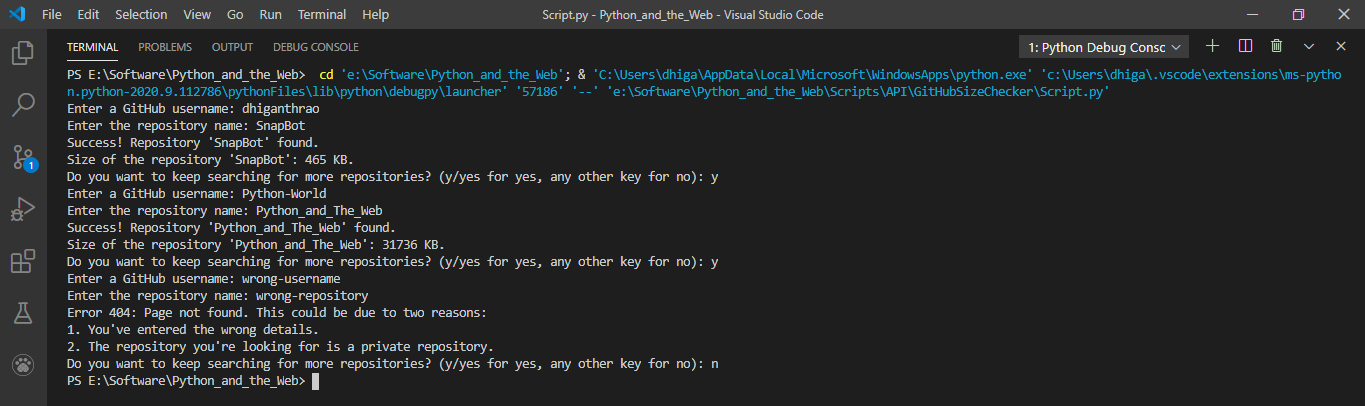 File Edit Selection View Go Run Terminal Help Script.py - Python_and_the_Web - Visual Studio Code
TERMINAL PROBLEMS OUTPUT DEBUG CONSOLE 1: Python Debug Consc
PS E:\Software\Python_and_the_Web>  cd 'e:\Software\Python_and_the_Web'; & 'C:\Users\dhiga\AppData\Local\Microsoft\WindowsApps\python.exe' 'c:\Users\dhiga\.vscode\extensions\ms-pytho
n.python-2020.9.112786\pythonFiles\lib\python\debugpy\launcher' '57186' '--' 'e:\Software\Python_and_the_Web\Scripts\API\GitHubSizeChecker\Script.py'
Enter a GitHub username: dhiganthrao
Enter the repository name: SnapBot
Success! Repository 'SnapBot' found.
Size of the repository 'SnapBot': 465 KB.
Do you want to keep searching for more repositories? (y/yes for yes, any other key for no): y
Enter a GitHub username: Python-World
Enter the repository name: Python_and_The_Web
Success! Repository 'Python_and_The_Web' found.
Size of the repository 'Python_and_The_Web': 31736 KB.
Do you want to keep searching for more repositories? (y/yes for yes, any other key for no): y
Enter a GitHub username: wrong-username
Enter the repository name: wrong-repository
Error 404: Page not found. This could be due to two reasons:
1. You've entered the wrong details.
2. The repository you're looking for is a private repository.
Do you want to keep searching for more repositories? (y/yes for yes, any other key for no): n
PS E:\Software\Python_and_the_Web>
1